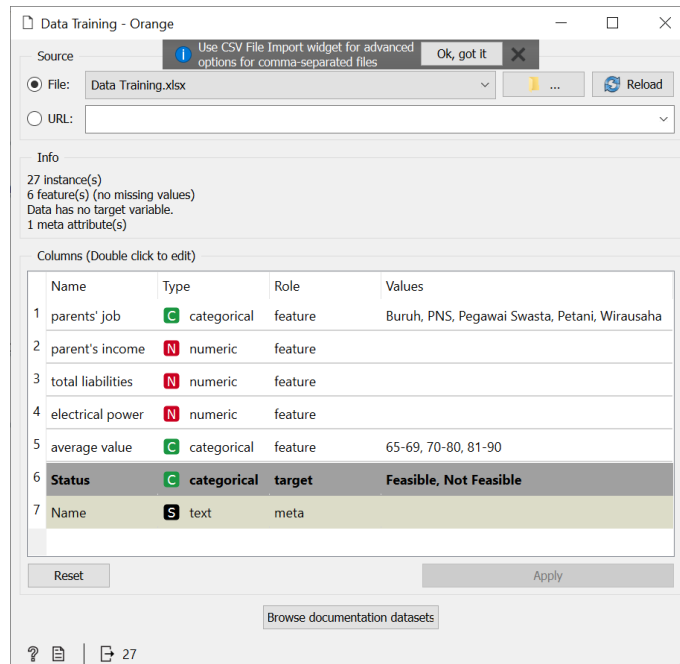 Data Training - Orange
Source
Use CSV File Import widget for advanced
options for comma-separated files
Ok, got it
File: Data Training.xlsx ... Reload
URL:
Info
27 instance(s)
6 feature(s) (no missing values)
Data has no target variable.
1 meta attribute(s)
Columns (Double click to edit)
Name Type Role Values
1 parents' job C categorical feature Buruh, PNS, Pegawai Swasta, Petani, Wirausaha
2 parent's income N numeric feature
3 total liabilities N numeric feature
4 electrical power N numeric feature
5 average value C categorical feature 65-69, 70-80, 81-90
6 Status C categorical target Feasible, Not Feasible
7 Name S text meta
Reset Apply
Browse documentation datasets
? 27